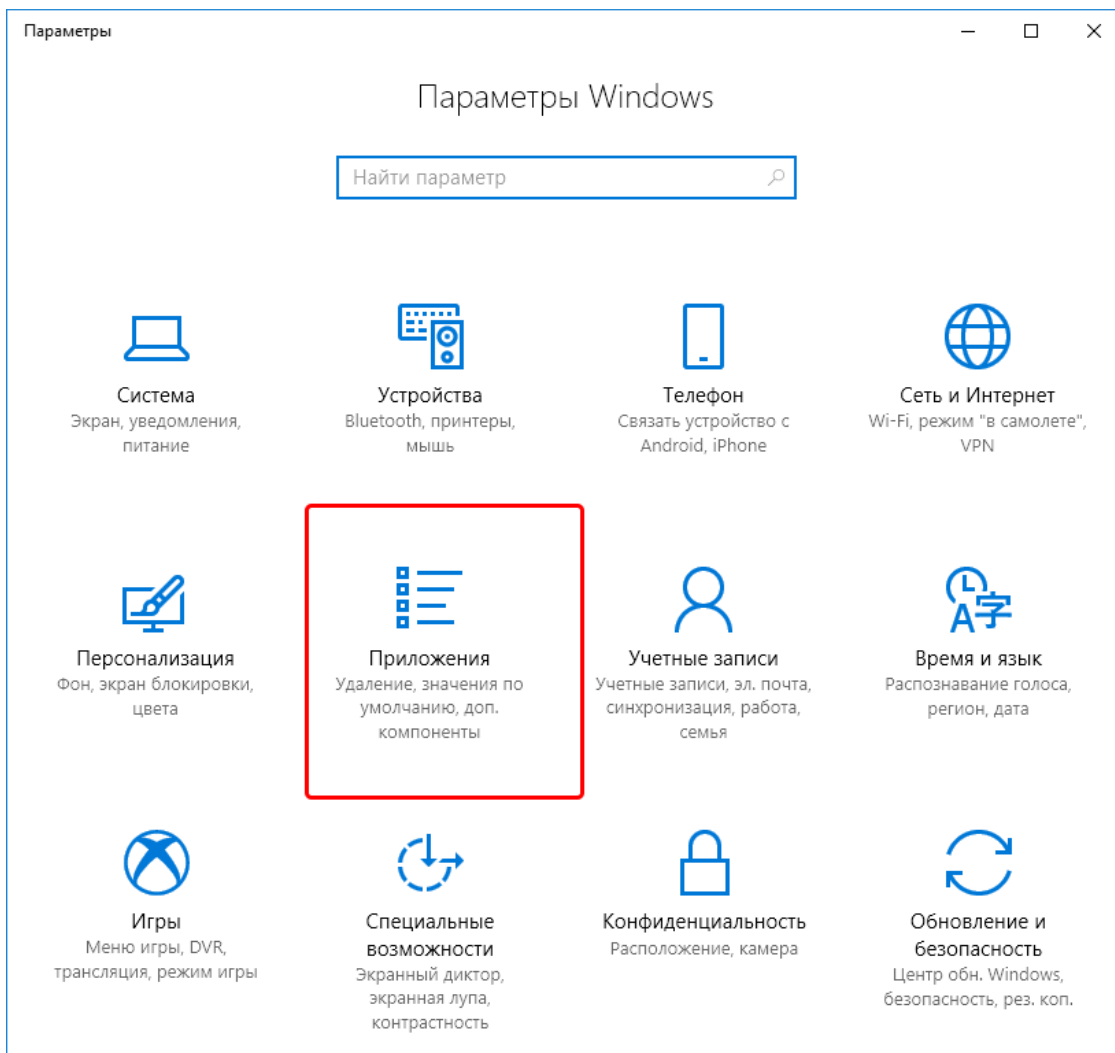 Параметры
Параметры Windows
Найти параметр
Система
Экран, уведомления,
питание
Устройства
Bluetooth, принтеры,
мышь
Телефон
Связать устройство с
Android, iPhone
Сеть и Интернет
Wi-Fi, режим "в самолете",
VPN
Персонализация
Фон, экран блокировки,
цвета
Приложения
Удаление, значения по
умолчанию, доп.
компоненты
Учетные записи
Учетные записи, эл. почта,
синхронизация, работа,
семья
Время и язык
Распознавание голоса,
регион, дата
Игры
Меню игры, DVR,
трансляция, режим игры
Специальные
возможности
Экранный диктор,
экранная лупа,
контрастность
Конфиденциальность
Расположение, камера
Обновление и
безопасность
Центр обн. Windows,
безопасность, рез. коп.